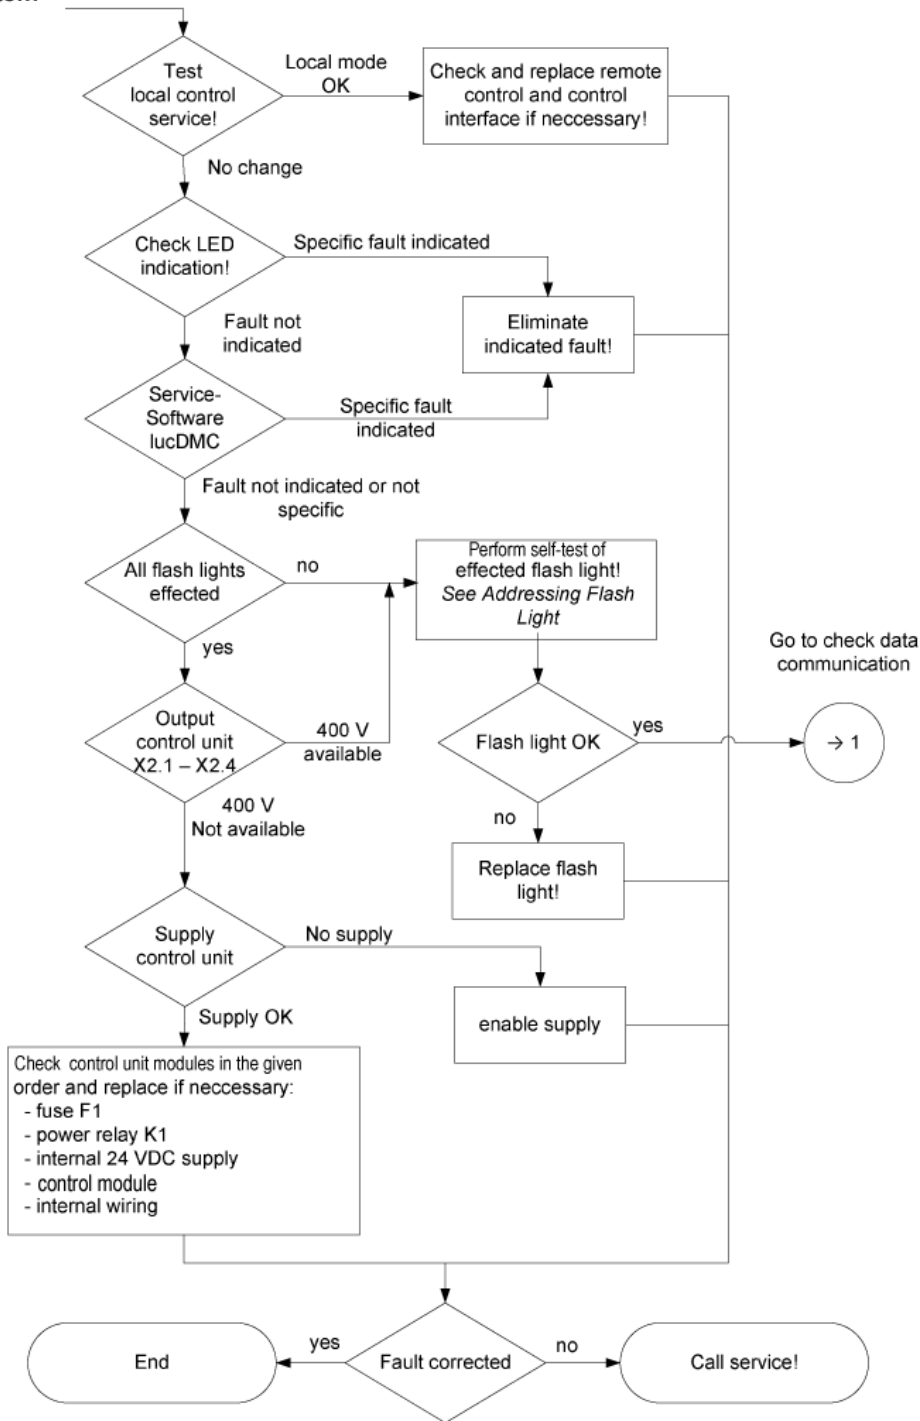 Test
local control
service!
Local mode
OK
Check and replace remote
control and control
interface if neccessary!
No change
Check LED
indication!
Specific fault indicated
Eliminate
indicated fault!
Fault not
indicated
Service-
Software
lucDMC
Specific fault
indicated
Fault not indicated or not
specific
All flash lights
effected
no
Perform self-test of
effected flash light!
See Addressing Flash
Light
yes
Go to check data
communication
Output
control unit
X2.1 – X2.4
400 V
available
Flash light OK
yes
→ 1
400 V
Not available
no
Replace flash
light!
Supply
control unit
No supply
enable supply
Supply OK
Check control unit modules in the given
order and replace if neccessary:
- fuse F1
- power relay K1
- internal 24 VDC supply
- control module
- internal wiring
Fault corrected
yes
End
no
Call service!